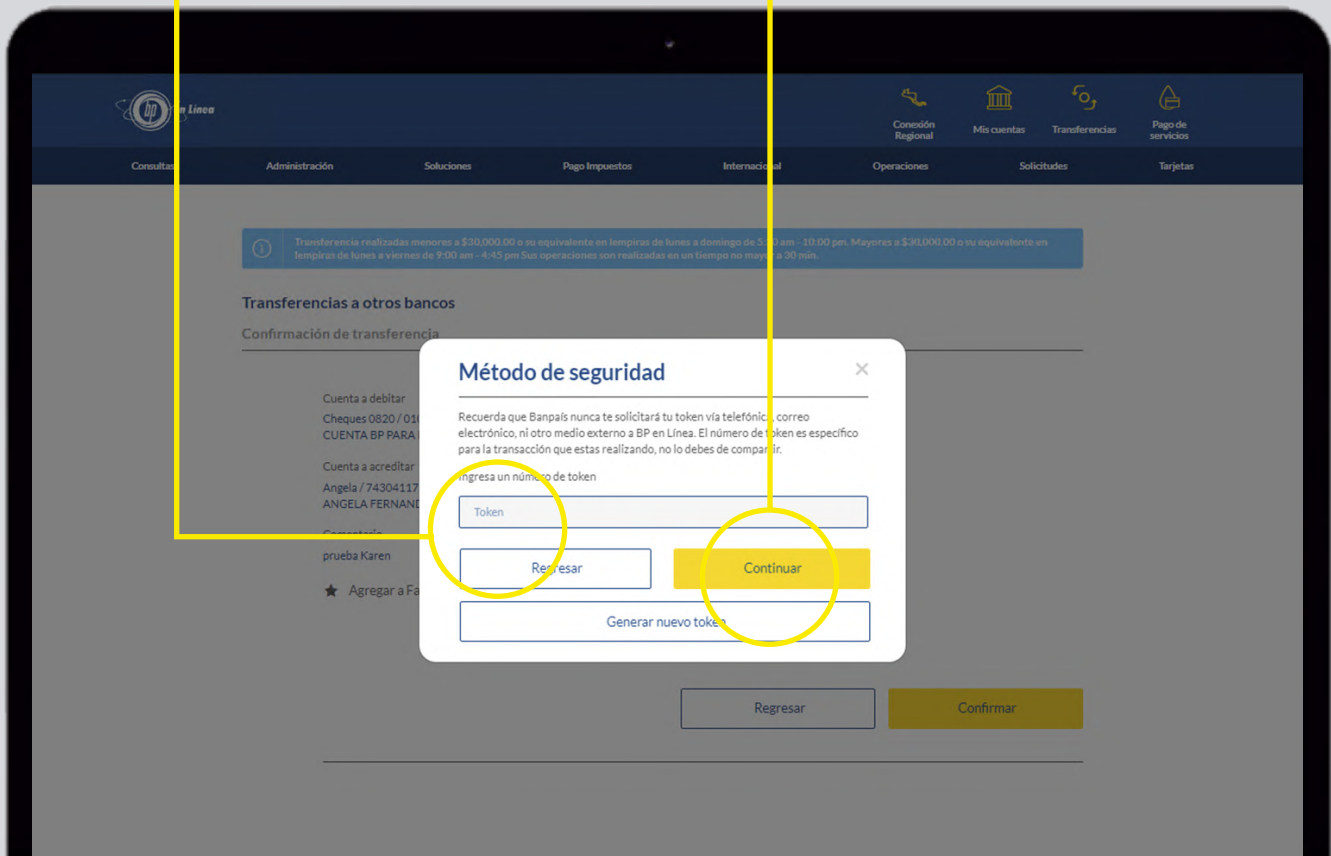 bp en Línea
Conexión
Regional
Mis cuentas
Transferencias
Pago de
servicios
Consultas
Administración
Soluciones
Pago Impuestos
Internacional
Operaciones
Solicitudes
Tarjetas
Transferencia realizadas menores a $30,000.00 o su equivalente en lempiras de lunes a domingo de am - 10:00 pm. Mayores a $30,000.00 o su equivalente en
lempiras de lunes a viernes de 9:00 am - 4:45 pm Sus operaciones son realizadas en un tiempo no mayor a 30 min.
Transferencias a otros bancos
Confirmación de transferencia
Cuenta a debitar
Cheques 0820 / 01
CUENTA BP PARA
Cuenta a acreditar
Angela / 74304117
ANGELA FERNAND
Comentario
prueba Karen
Agregar a Fa
Método de seguridad
Recuerda que Banpaís nunca te solicitará tu token vía telefónica, correo
electrónico, ni otro medio externo a BP en Línea. El número de token es específico
para la transacción que estas realizando, no lo debes de compartir.
Ingresa un número de token
Token
Regresar
Continuar
Generar nuevo token
Regresar
Confirmar